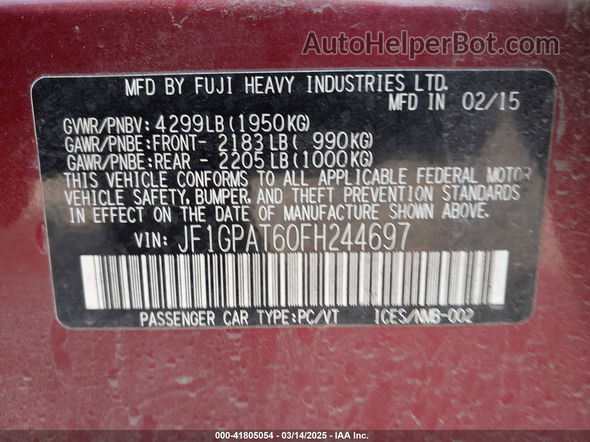 AutoHelperBot.com
MFD BY FUJI HEAVY INDUSTRIES LTD.
MFD IN 02/15
GVWR/PNBV: 4299LB(1950KG)
GAWR/PNBE:FRONT- 2183LB( 990KG)
GAWR/PNBE:REAR - 2205LB(1000KG)
THIS VEHICLE CONFORMS TO ALL APPLICABLE FEDERAL MOTOR
VEHICLE SAFETY, BUMPER, AND THEFT PREVENTION STANDARDS
IN EFFECT ON THE DATE OF MANUFACTURE SHOWN ABOVE.
VIN: JF1GPAT60FH244697
PASSENGER CAR TYPE:PC/VT ICES/NMB-002
000-41805054 - 03/14/2025 - IAA Inc.